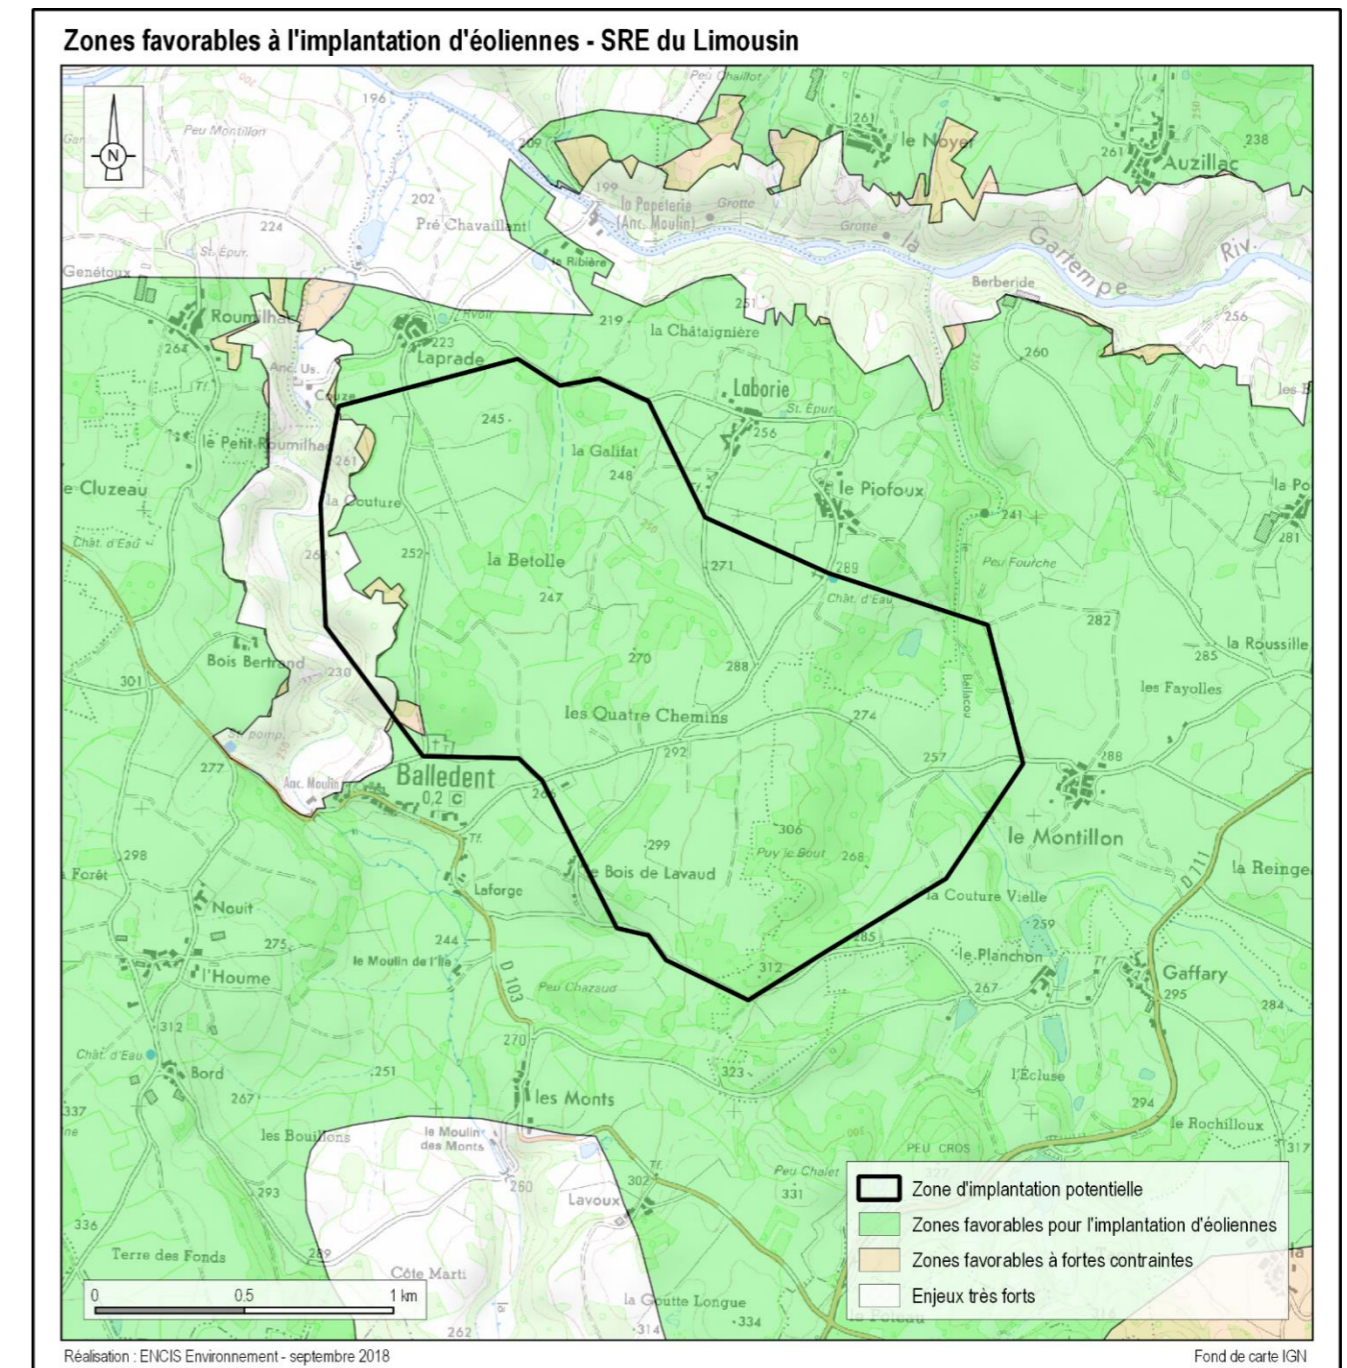 Zones favorables à l'implantation d'éoliennes - SRE du Limousin
N
196
Peu Chaillot
Peu Montillon
209
261
le Noyer
261
Auzillac
238
250
202
199
la Papeterie
(Anc. Moulin)
Grotte
Pré Chavaillant
224
St. Épur.
Grotte
la
Gartempe
Riv.
Genétoux
la Ribière
Berberide
251
256
Roumilhac
219
la Châtaignière
223
Laprade
264
260
Anc. Us.
Couze
Laborie
St. Épur.
256
245
la Galifat
248
le Petit Roumilhac
261
e Cluzeau
la Couture
le Piofoux
241
la Po
281
Chât. d'Eau
252
la Betolle
271
289
Peu Fourche
247
Chât. d'Eau
282
la Roussille
285
Bois Bertrand
230
270
288
301
les Fayolles
Ballacou
les Quatre Chemins
274
292
257
288
277
Anc. Moulin
Balledent
0,2 C
306
Puy le Bout
268
le Montillon
298
299
Tf.
D 111
la Reinge
Forêt
le Bois de Lavaud
Laforge
la Couture Vielle
Nouit
259
275
244
285
l'Houme
le Moulin de l'Île
D 103
312
le Planchon
Tf
Gaffary
Peu Chazaud
267
295
284
312
270
Chât. d'Eau
Bord
251
323
l'Écluse
267
les Monts
294
337
le Rochilloux
les Bouillons
le Moulin
des Monts
PEU CROS
317
Tf.
302
Peu Chalet
331
260
293
Lavoux
336
Terre des Fonds
289
Côte Marti
262
la Goutte Longue
314
334
0 0.5 1 km
Zone d'implantation potentielle
Zones favorables pour l'implantation d'éoliennes
Zones favorables à fortes contraintes
Enjeux très forts
Réalisation : ENCIS Environnement - septembre 2018
Fond de carte IGN